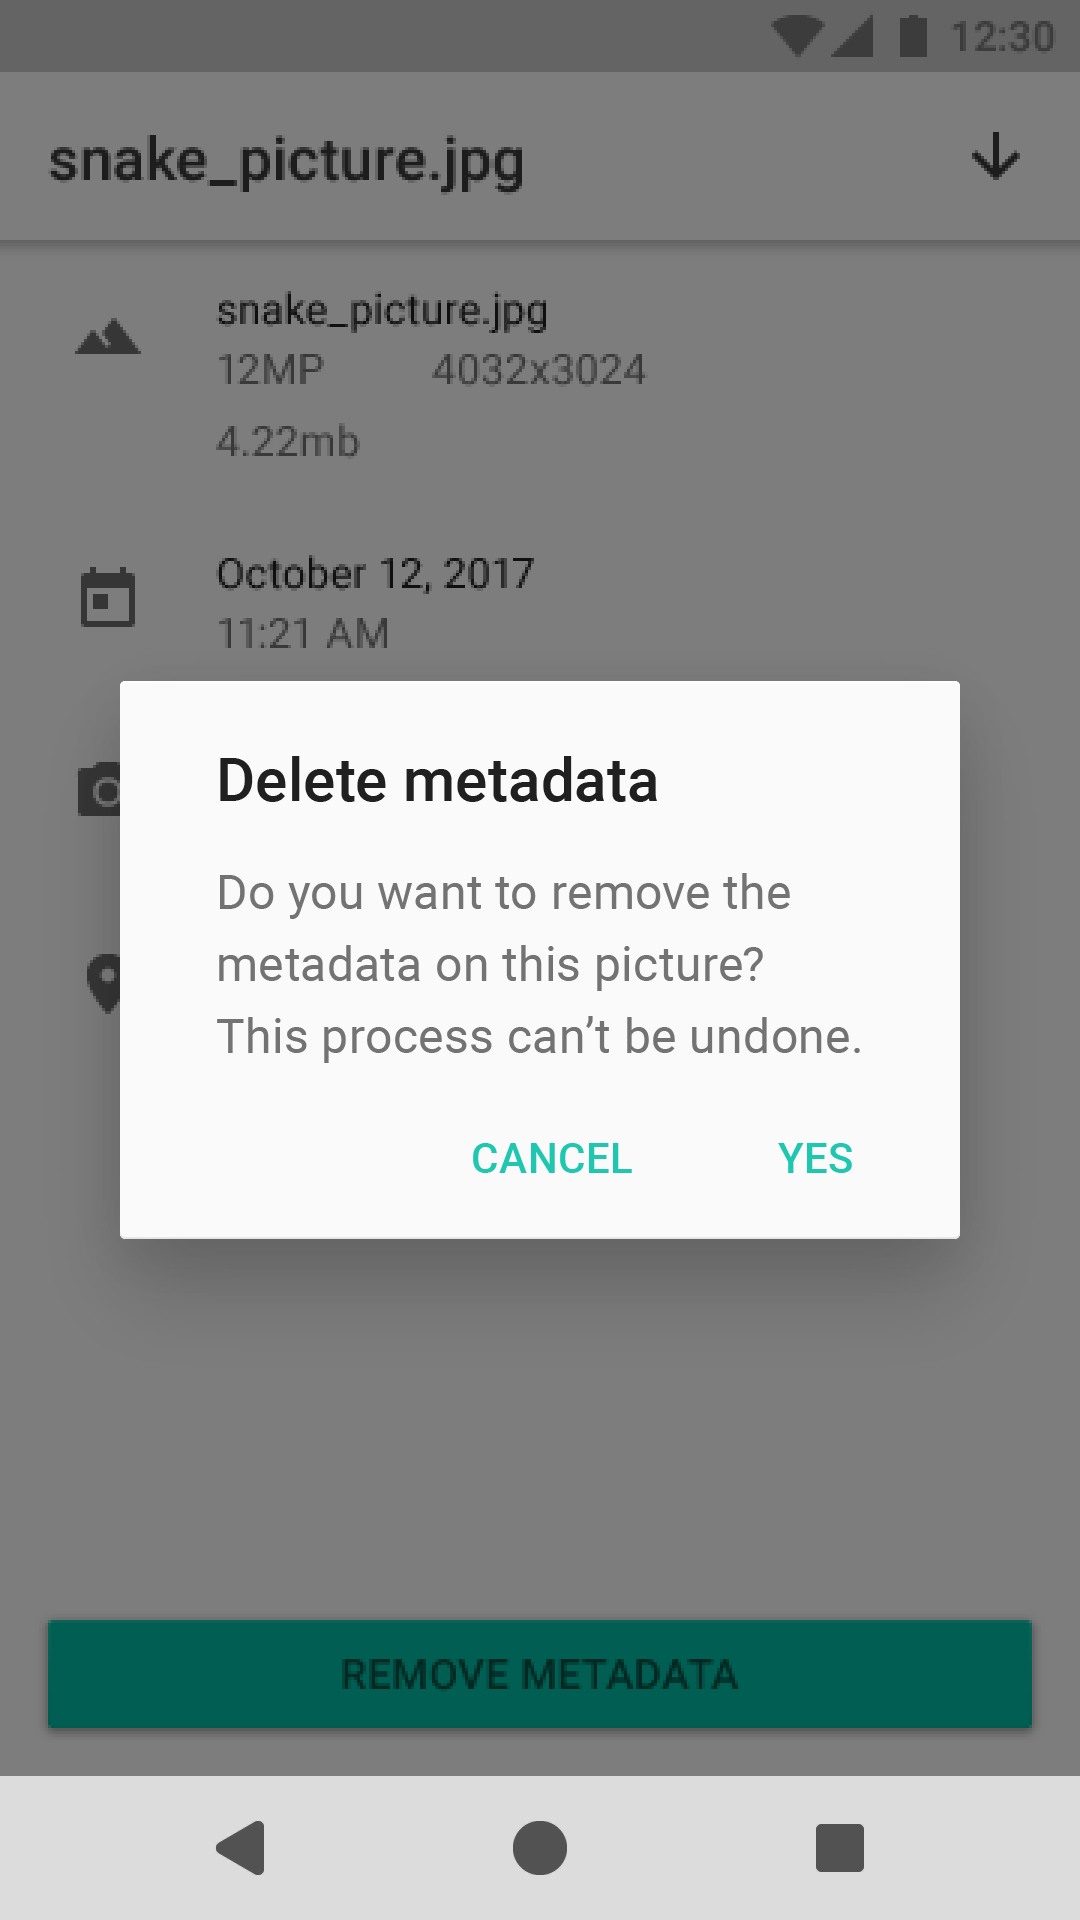 12:30
snake_picture.jpg
snake_picture.jpg
12MP 4032x3024
4.22mb
October 12, 2017
11:21 AM
Delete metadata
Do you want to remove the
metadata on this picture?
This process can’t be undone.
CANCEL YES
REMOVE METADATA